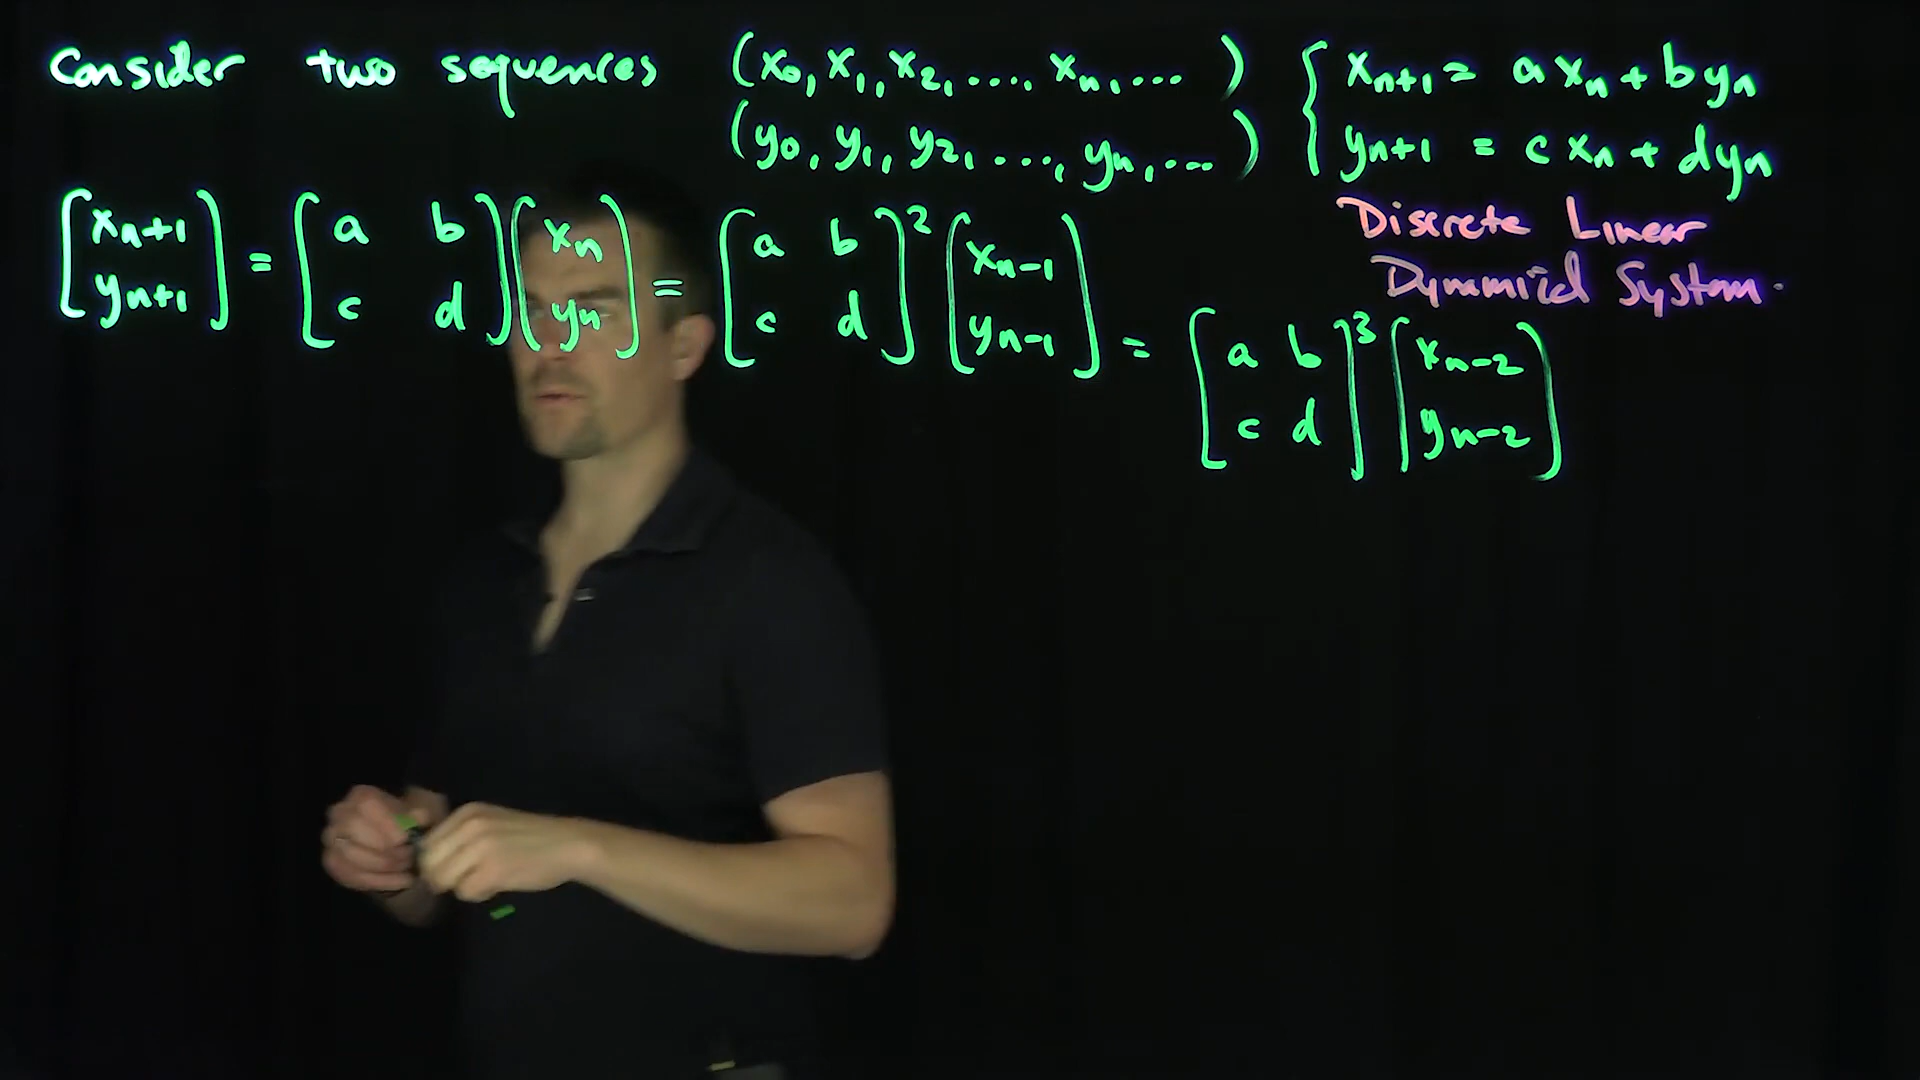 Consider two sequences (x₀, x₁, x₂, ...., xₙ, ... )
(y₀, y₁, y₂, ..., yₙ, ... )
{ xₙ₊₁ = a xₙ + b yₙ
yₙ₊₁ = c xₙ + d yₙ
Discrete Linear
Dynamical System.
[xₙ₊₁ yₙ₊₁] = [a b c d] [xₙ yₙ] = [a b c d]² [xₙ₋₁ yₙ₋₁] = [a b c d]³ [xₙ₋₂ yₙ₋₂]